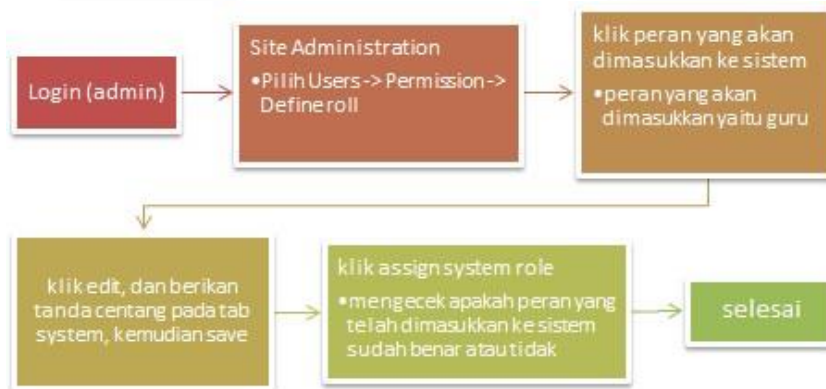 Login (admin)
Site Administration
•Pilih Users -> Permission ->
Define roll
klik peran yang akan
dimasukkan ke sistem
•peran yang akan
dimasukkan yaitu guru
klik edit, dan berikan
tanda centang pada tab
system, kemudian save
klik assign system role
•mengecek apakah peran yang
telah dimasukkan ke sistem
sudah benar atau tidak
selesai